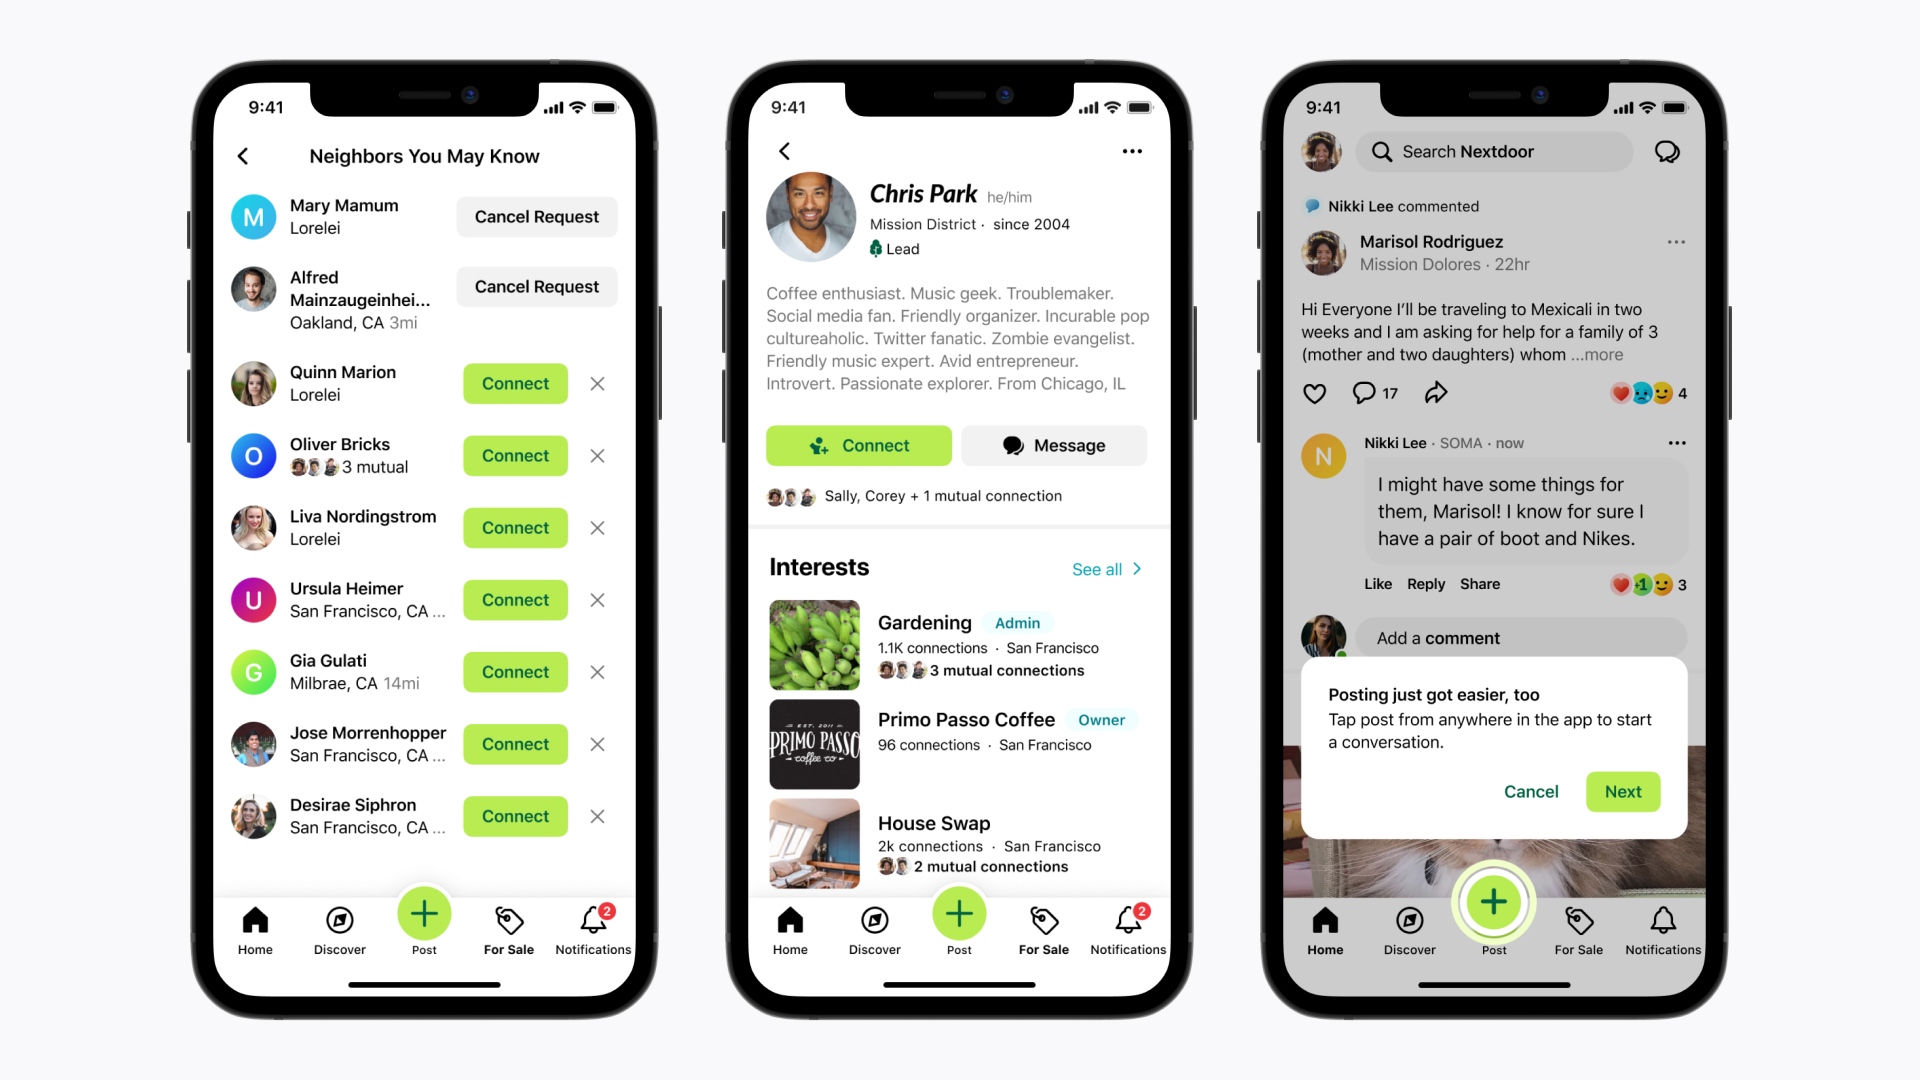 9:41
Neighbors You May Know
M
Mary Mamum
Lorelei
Cancel Request
Alfred
Mainzaugeinhei...
Oakland, CA 3mi
Cancel Request
Quinn Marion
Lorelei
Connect
O
Oliver Bricks
3 mutual
Connect
Liva Nordingstrom
Lorelei
Connect
U
Ursula Heimer
San Francisco, CA ...
Connect
G
Gia Gulati
Milbrae, CA 14mi
Connect
Jose Morrenhopper
San Francisco, CA ...
Connect
Desirae Siphron
San Francisco, CA ...
Connect
2
Home
Discover
Post
For Sale
Notifications
9:41
Chris Park he/him
Mission District · since 2004
Lead
Coffee enthusiast. Music geek. Troublemaker.
Social media fan. Friendly organizer. Incurable pop
cultureaholic. Twitter fanatic. Zombie evangelist.
Friendly music expert. Avid entrepreneur.
Introvert. Passionate explorer. From Chicago, IL
Connect
Message
Sally, Corey + 1 mutual connection
Interests
See all
Gardening Admin
1.1K connections · San Francisco
3 mutual connections
EST. 2011
PRIMO PASSO
coffee co
Primo Passo Coffee Owner
96 connections · San Francisco
House Swap
2k connections · San Francisco
2 mutual connections
2
Home
Discover
Post
For Sale
Notifications
9:41
Search Nextdoor
Nikki Lee commented
Marisol Rodriguez
Mission Dolores · 22hr
Hi Everyone I’ll be traveling to Mexicali in two
weeks and I am asking for help for a family of 3
(mother and two daughters) whom ...more
17
4
N
Nikki Lee · SOMA · now
I might have some things for
them, Marisol! I know for sure I
have a pair of boot and Nikes.
Like Reply Share
+1
3
Add a comment
Posting just got easier, too
Tap post from anywhere in the app to start
a conversation.
Cancel
Next
Home
Discover
Post
For Sale
Notifications